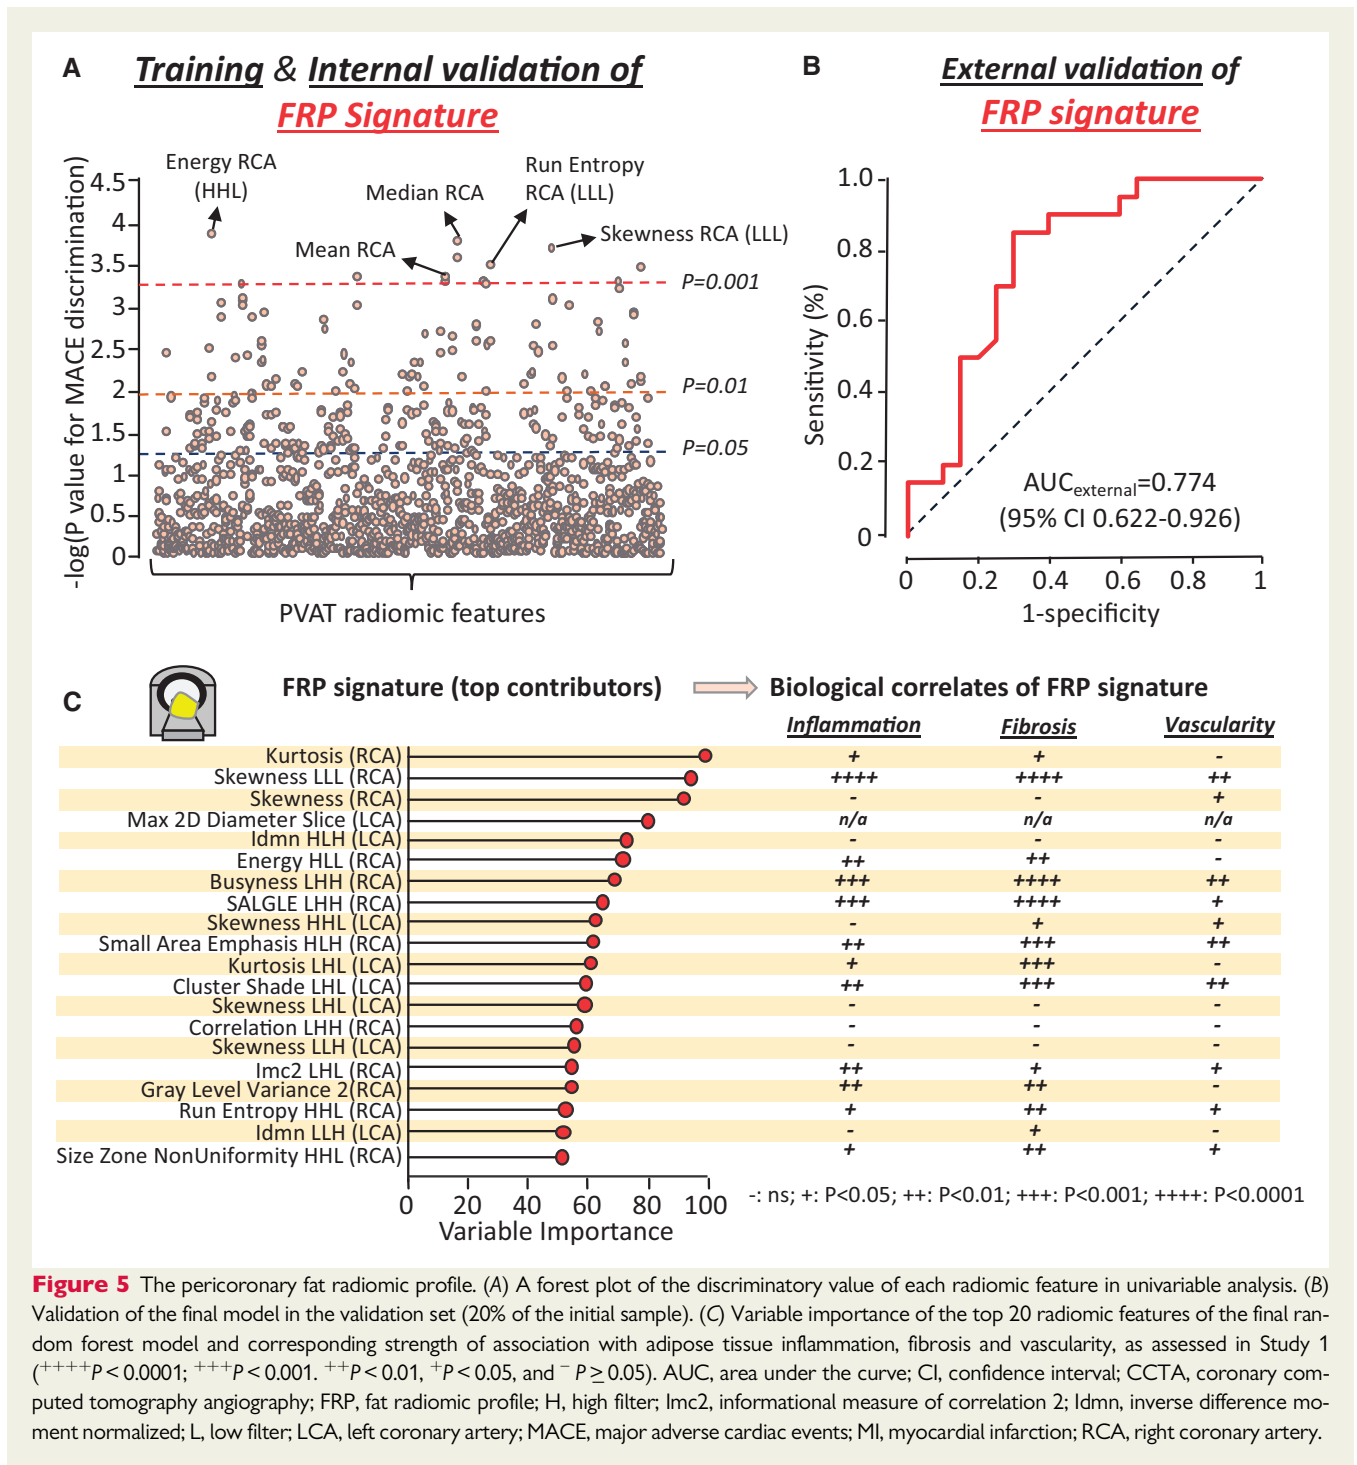 A
Training & Internal validation of
FRP Signature
-log(P value for MACE discrimination)
4.5
4
3.5
3
2.5
2
1.5
1
0.5
0
Energy RCA
(HHL)
Median RCA
Mean RCA
Run Entropy
RCA (LLL)
Skewness RCA (LLL)
P=0.001
P=0.01
P=0.05
PVAT radiomic features
B
External validation of
FRP signature
Sensitivity (%)
1.0
0.8
0.6
0.4
0.2
0
AUCexternal=0.774
(95% CI 0.622-0.926)
0 0.2 0.4 0.6 0.8 1
1-specificity
C
FRP signature (top contributors)
Biological correlates of FRP signature
Inflammation Fibrosis Vascularity
Kurtosis (RCA) + + -
Skewness LLL (RCA) ++++ ++++ ++
Skewness (RCA) - - +
Max 2D Diameter Slice (LCA) n/a n/a n/a
Idmn HLH (LCA) - - -
Energy HLL (RCA) ++ ++ -
Busyness LHH (RCA) +++ ++++ ++
SALGLE LHH (RCA) +++ ++++ +
Skewness HHL (LCA) - + +
Small Area Emphasis HLH (RCA) ++ +++ ++
Kurtosis LHL (LCA) + +++ -
Cluster Shade LHL (LCA) ++ +++ ++
Skewness LHL (LCA) - - -
Correlation LHH (RCA) - - -
Skewness LLH (LCA) - - -
Imc2 LHL (RCA) ++ + +
Gray Level Variance 2(RCA) ++ ++ -
Run Entropy HHL (RCA) + ++ +
Idmn LLH (LCA) - + -
Size Zone NonUniformity HHL (RCA) + ++ +
0 20 40 60 80 100
Variable Importance
-: ns; +: P<0.05; ++: P<0.01; +++: P<0.001; ++++: P<0.0001
Figure 5 The pericoronary fat radiomic profile. (A) A forest plot of the discriminatory value of each radiomic feature in univariable analysis. (B)
Validation of the final model in the validation set (20% of the initial sample). (C) Variable importance of the top 20 radiomic features of the final ran-
dom forest model and corresponding strength of association with adipose tissue inflammation, fibrosis and vascularity, as assessed in Study 1
(++++P < 0.0001; +++P < 0.001. ++P < 0.01, +P < 0.05, and − P ≥ 0.05). AUC, area under the curve; CI, confidence interval; CCTA, coronary com-
puted tomography angiography; FRP, fat radiomic profile; H, high filter; Imc2, informational measure of correlation 2; Idmn, inverse difference mo-
ment normalized; L, low filter; LCA, left coronary artery; MACE, major adverse cardiac events; MI, myocardial infarction; RCA, right coronary artery.